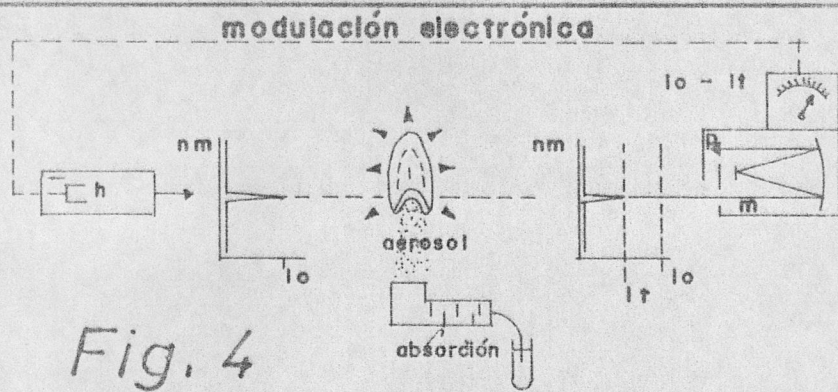 modulación electrónica
Io - It
nm
nm
P
h
m
aerosol
Io
Io
It
absorción
Fig. 4